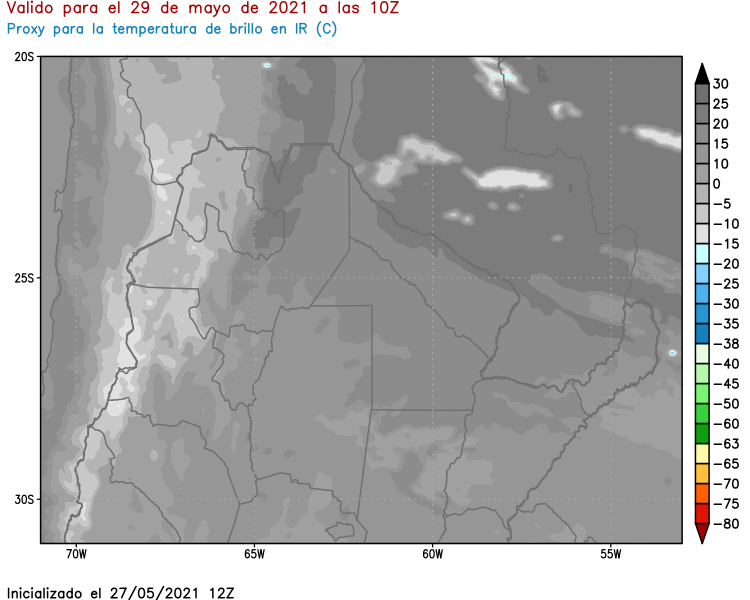 Valido para el 29 de mayo de 2021 a las 10Z
Proxy para la temperatura de brillo en IR (C)
20S
25S
30S
70W
65W
60W
55W
30
25
20
15
10
0
-5
-10
-15
-20
-25
-30
-35
-38
-40
-45
-50
-60
-63
-65
-70
-75
-80
Inicializado el 27/05/2021 12Z